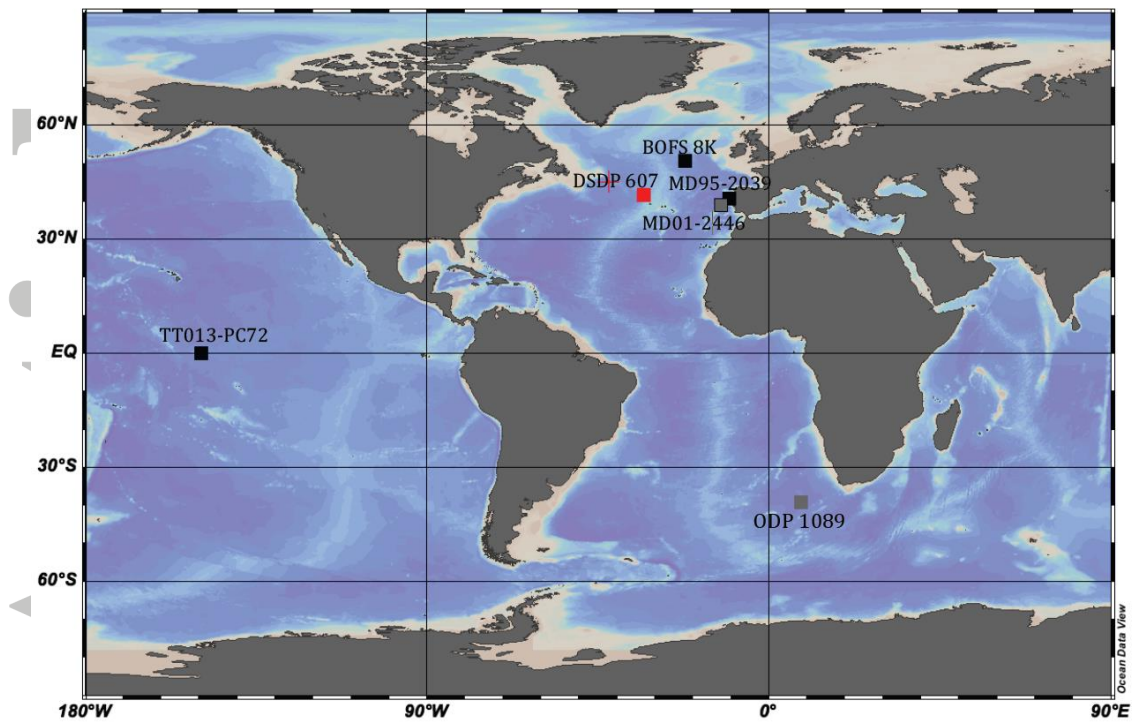 60°N
BOFS 8K
DSDP 607
MD95-2039
MD01-2446
30°N
TT013-PC72
EQ
30°S
ODP 1089
60°S
Ocean Data View
180°W
90°W
0°
90°E